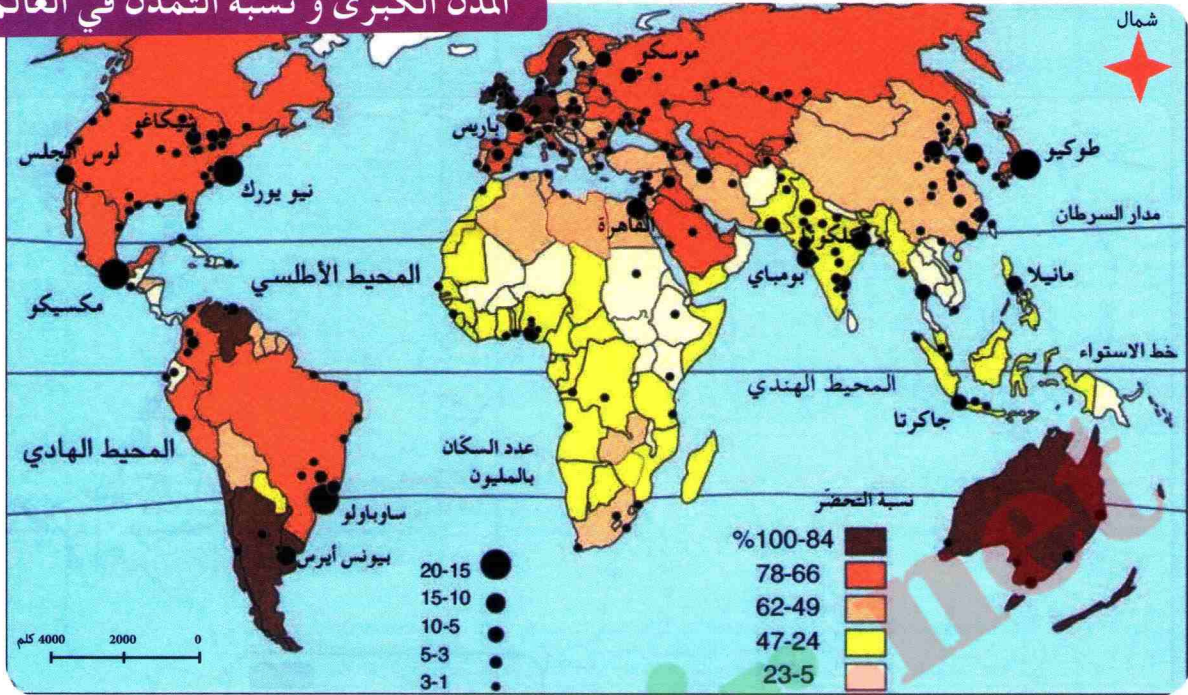 المدن الكبرى و نسبة التمدن في العالم
شمال
موسكو
شيكاغو
باريس
لوس انجلس
طوكيو
نيو يورك
القاهرة
مدار السرطان
المحيط الأطلسي
بومباي
مانيلا
مكسيكو
خط الاستواء
المحيط الهندي
جاكرتا
المحيط الهادي
عدد السكّان
بالمليون
نسبة التحضّر
ساوباولو
بيونس أيرس
%100-84
78-66
62-49
47-24
23-5
20-15
15-10
10-5
5-3
3-1
0 2000 4000 كلم
net